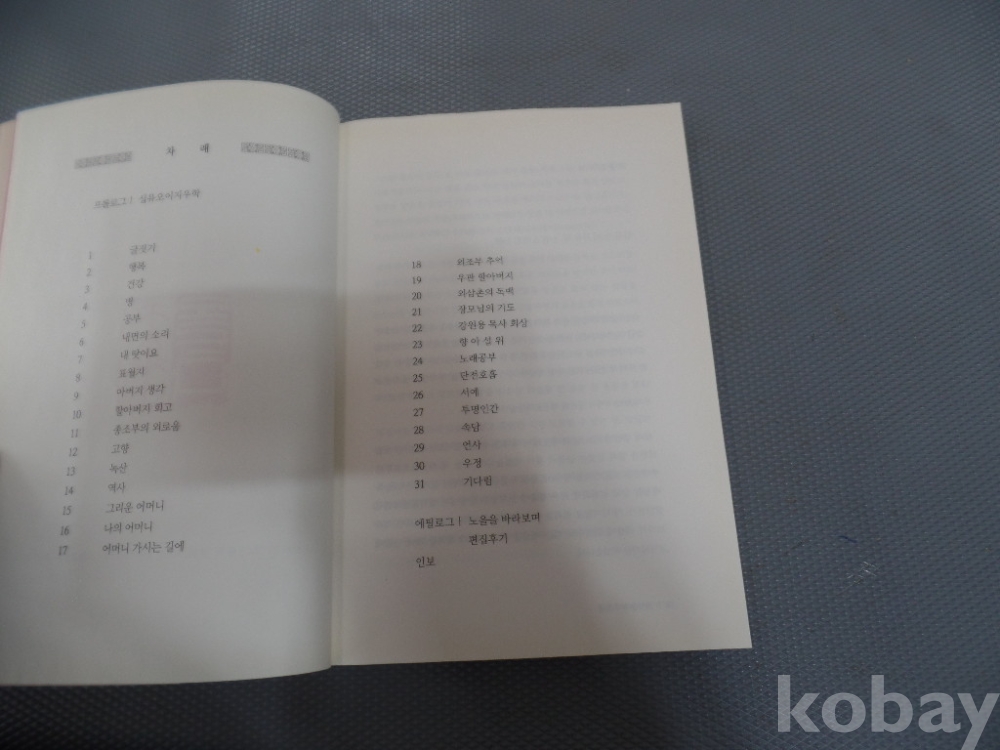 차 례
프롤로그! 십유오이지우학
1 글짓기
2 행복
3 건강
4 병
5 공부
6 내면의 소리
7 내 탓이요
8 효월지
9 아버지 생각
10 할아버지 회고
11 종조부의 외로움
12 고향
13 녹산
14 역사
15 그리운 어머니
16 나의 어머니
17 어머니 가시는 길에
18 외조부 추억
19 우편 할아버지
20 외삼촌의 독백
21 장모님의 기도
22 김원용 목사 회상
23 향 아 설 위
24 노래공부
25 단전호흡
26 서예
27 투명인간
28 속담
29 연사
30 우정
31 기다림
에필로그! 노을을 바라보며
편집후기
인보
kobay